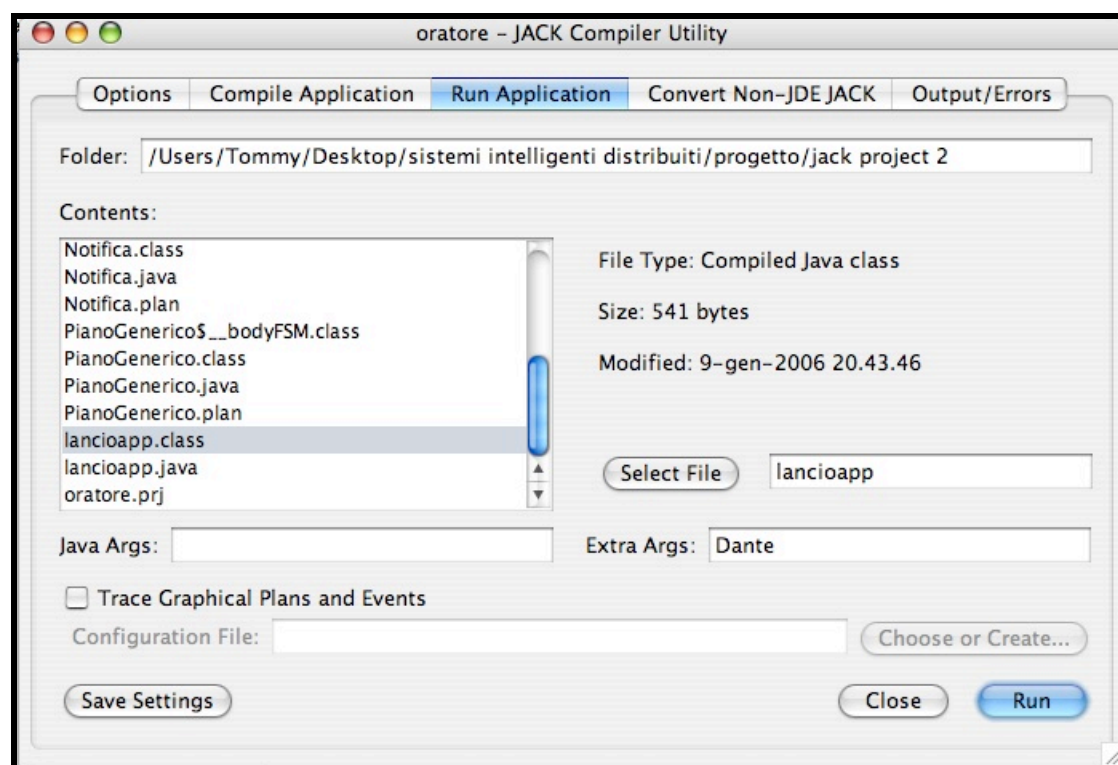 oratore – JACK Compiler Utility
Options Compile Application Run Application Convert Non-JDE JACK Output/Errors
Folder: /Users/Tommy/Desktop/sistemi intelligenti distribuiti/progetto/jack project 2
Contents:
Notifica.class
Notifica.java
Notifica.plan
PianoGenerico$__bodyFSM.class
PianoGenerico.class
PianoGenerico.java
PianoGenerico.plan
lancioapp.class
lancioapp.java
oratore.prj
File Type: Compiled Java class
Size: 541 bytes
Modified: 9-gen-2006 20.43.46
Select File lancioapp
Java Args:
Extra Args: Dante
Trace Graphical Plans and Events
Configuration File:
Choose or Create...
Save Settings
Close
Run